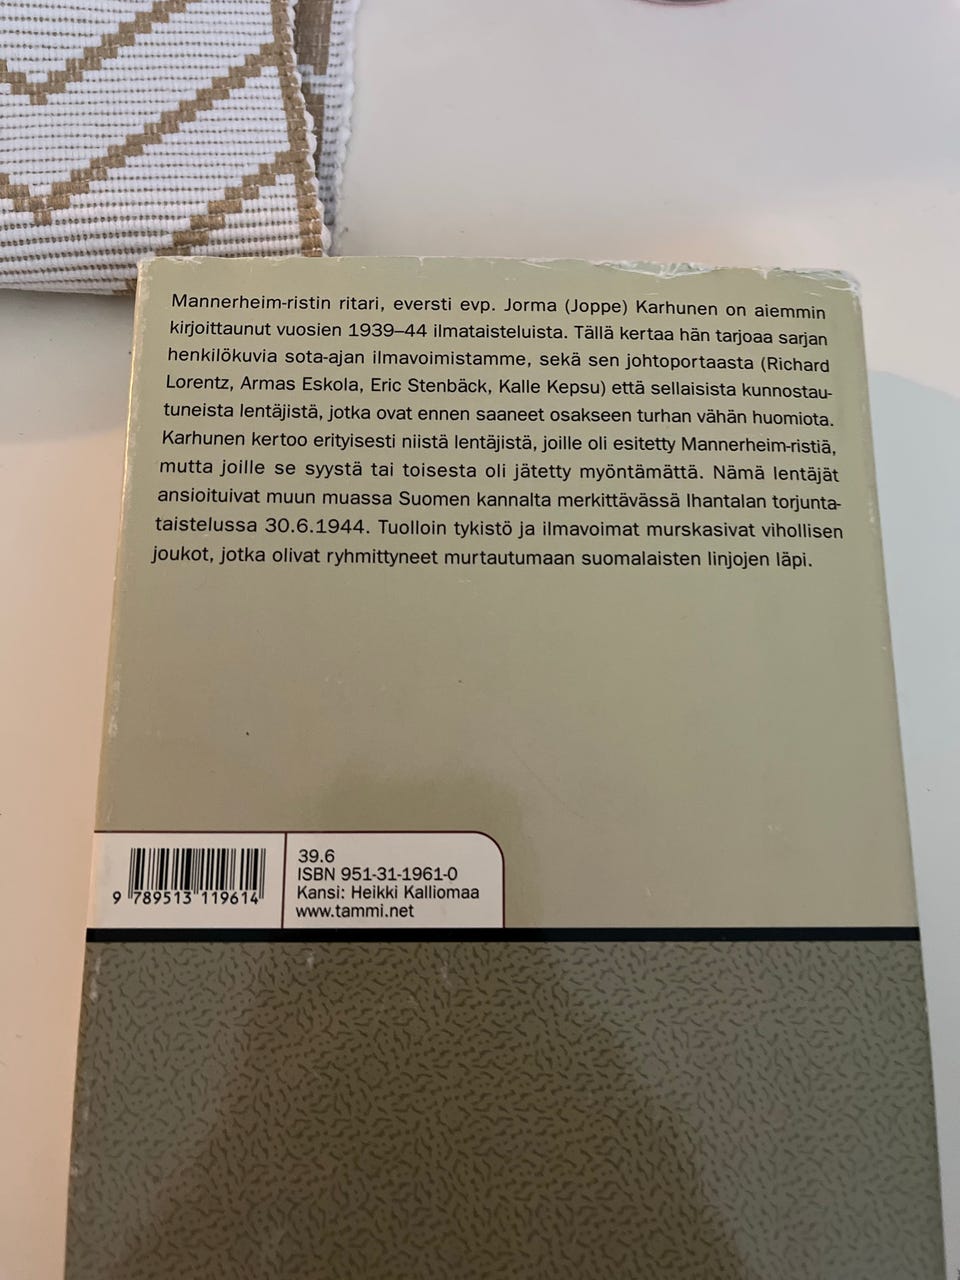 Mannerheim-ristin ritari, eversti evp. Jorma (Joppe) Karhunen on aiemmin
kirjoittaunut vuosien 1939–44 ilmataisteluista. Tällä kertaa hän tarjoaa sarjan
henkilökuvia sota-ajan ilmavoimistamme, sekä sen johtoportaasta (Richard
Lorentz, Armas Eskola, Eric Stenbäck, Kalle Kepsu) että sellaisista kunnostau-
tuneista lentäjistä, jotka ovat ennen saaneet osakseen turhan vähän huomiota.
Karhunen kertoo erityisesti niistä lentäjistä, joille oli esitetty Mannerheim-ristiä,
mutta joille se syystä tai toisesta oli jätetty myöntämättä. Nämä lentäjät
ansioituivat muun muassa Suomen kannalta merkittävässä Ihantalan torjunta-
taistelussa 30.6.1944. Tuolloin tykistö ja ilmavoimat murskasivat vihollisen
joukot, jotka olivat ryhmittyneet murtautumaan suomalaisten linjojen läpi.
39.6
ISBN 951-31-1961-0
Kansi: Heikki Kalliomaa
www.tammi.net
9 789513 119614